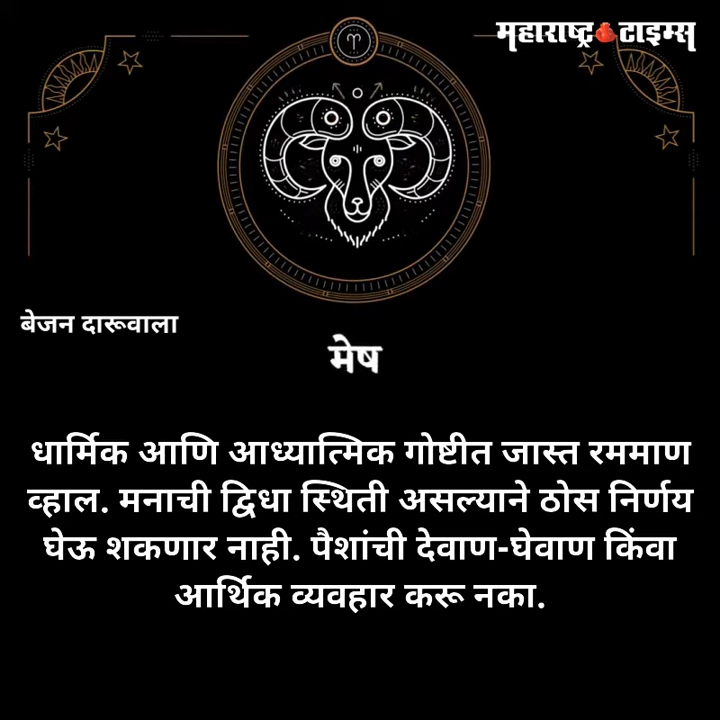 महाराष्ट्र टाइम्स
बेजन दारूवाला
मेष
धार्मिक आणि आध्यात्मिक गोष्टीत जास्त रममाण
व्हाल. मनाची द्विधा स्थिती असल्याने ठोस निर्णय
घेऊ शकणार नाही. पैशांची देवाण-घेवाण किंवा
आर्थिक व्यवहार करू नका.